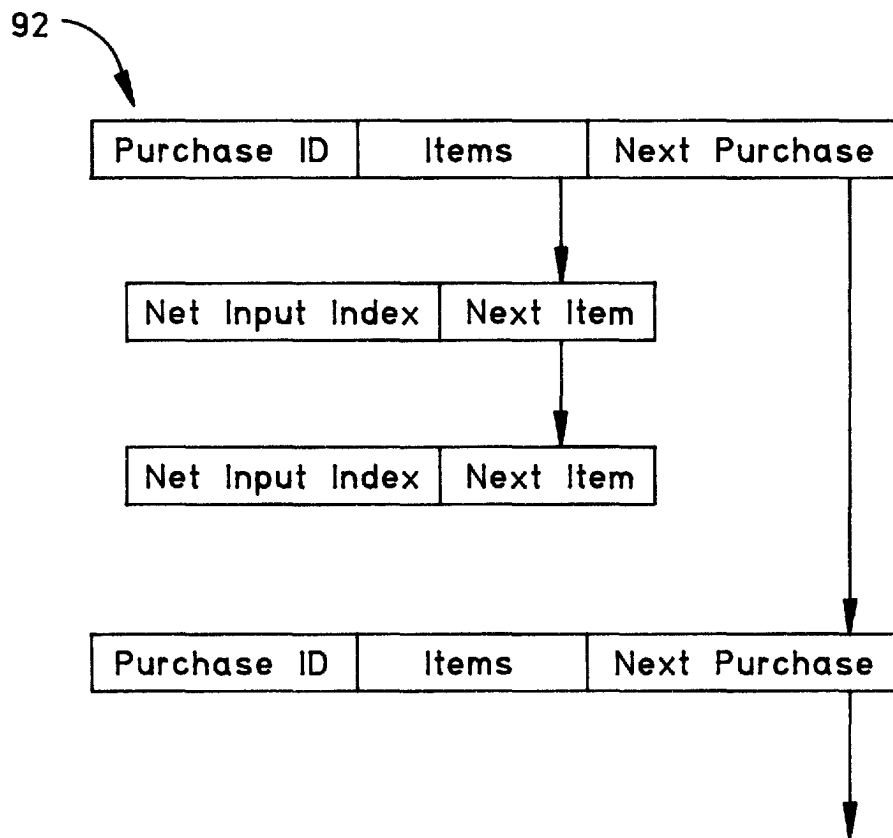 92
Purchase ID Items Next Purchase
Net Input Index Next Item
Net Input Index Next Item
Purchase ID Items Next Purchase